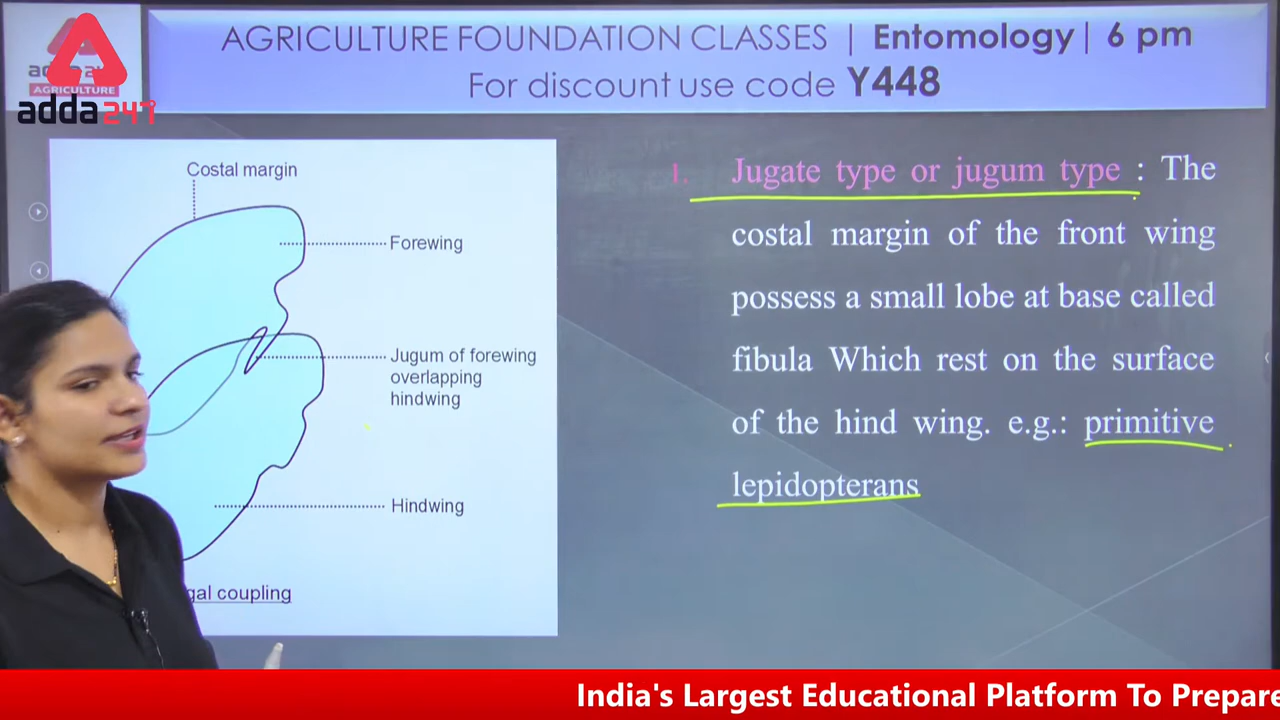 AGRICULTURE FOUNDATION CLASSES | Entomology| 6 pm
For discount use code Y448
AGRICULTURE
adda247
Costal margin
Forewing
Jugum of forewing
overlapping
hindwing
Hindwing
gal coupling
1. Jugate type or jugum type : The
costal margin of the front wing
possess a small lobe at base called
fibula Which rest on the surface
of the hind wing. e.g.: primitive
lepidopterans
India's Largest Educational Platform To Prepare